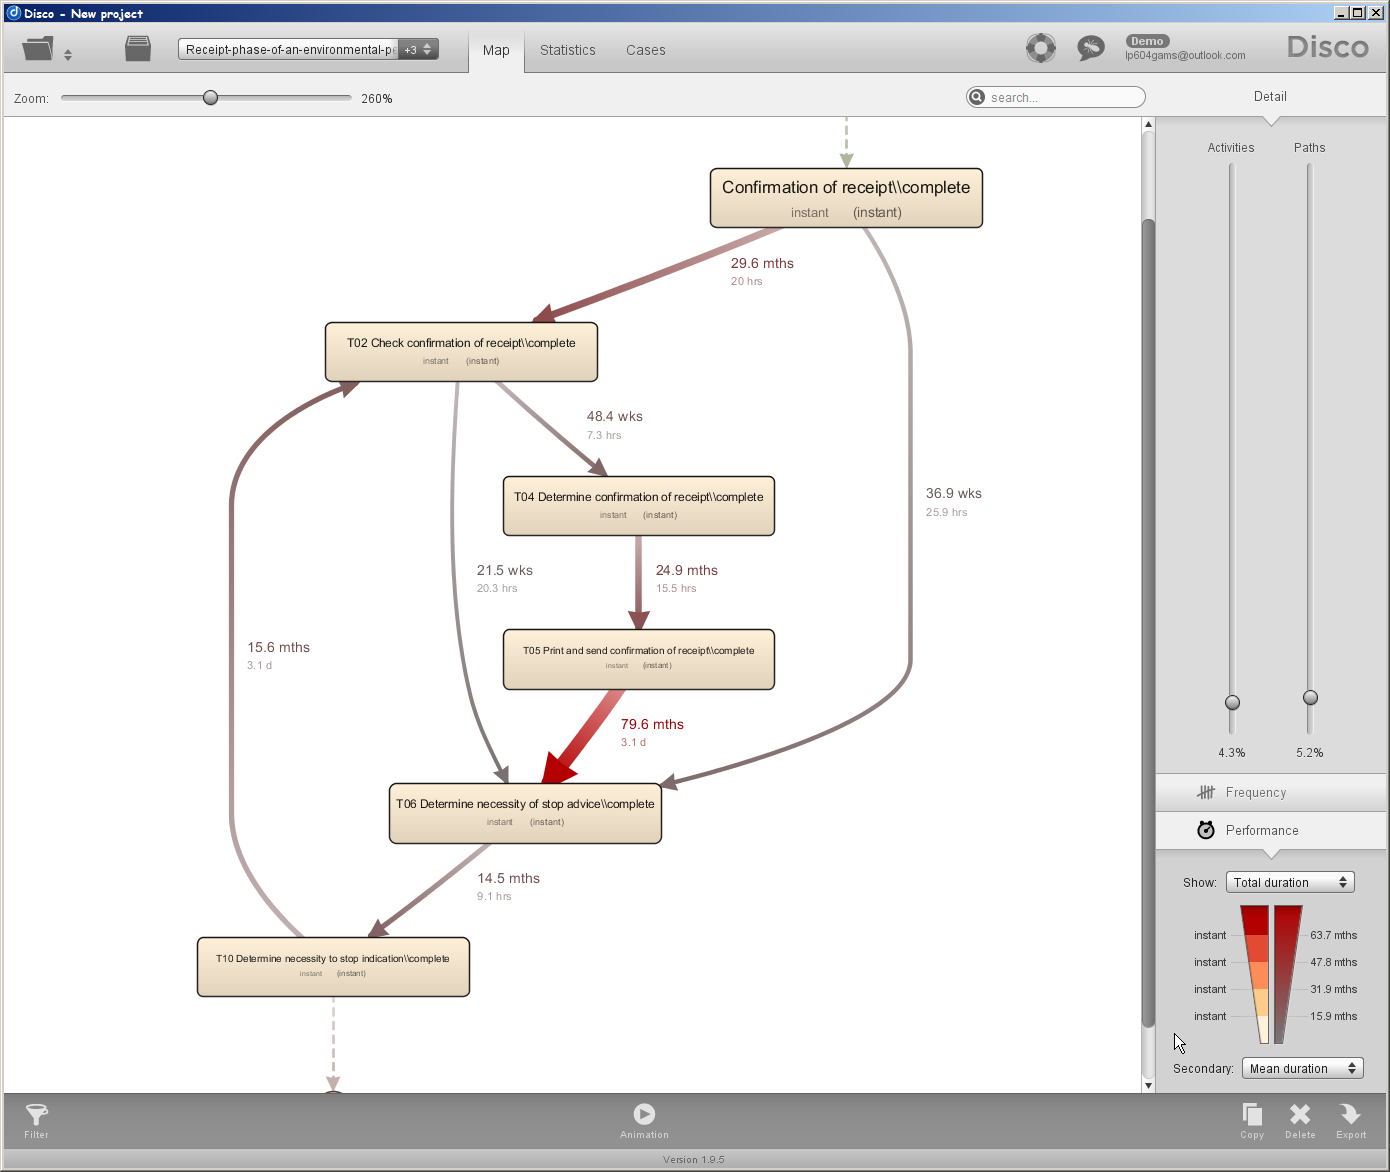 Disco - New project
Receipt-phase-of-an-environmental-pe
+3
Map
Statistics
Cases
Demo
lp604gams@outlook.com
Disco
Zoom:
260%
search...
Detail
Activities
Paths
Confirmation of receipt\\complete
instant (instant)
29.6 mths
20 hrs
T02 Check confirmation of receipt\\complete
instant (instant)
48.4 wks
7.3 hrs
T04 Determine confirmation of receipt\\complete
instant (instant)
36.9 wks
25.9 hrs
21.5 wks
20.3 hrs
24.9 mths
15.5 hrs
15.6 mths
3.1 d
T05 Print and send confirmation of receipt\\complete
instant (instant)
79.6 mths
3.1 d
T06 Determine necessity of stop advice\\complete
instant (instant)
14.5 mths
9.1 hrs
T10 Determine necessity to stop indication\\complete
instant (instant)
4.3%
5.2%
Frequency
Performance
Show: Total duration
instant 63.7 mths
instant 47.8 mths
instant 31.9 mths
instant 15.9 mths
Secondary: Mean duration
Filter
Animation
Copy
Delete
Export
Version 1.9.5